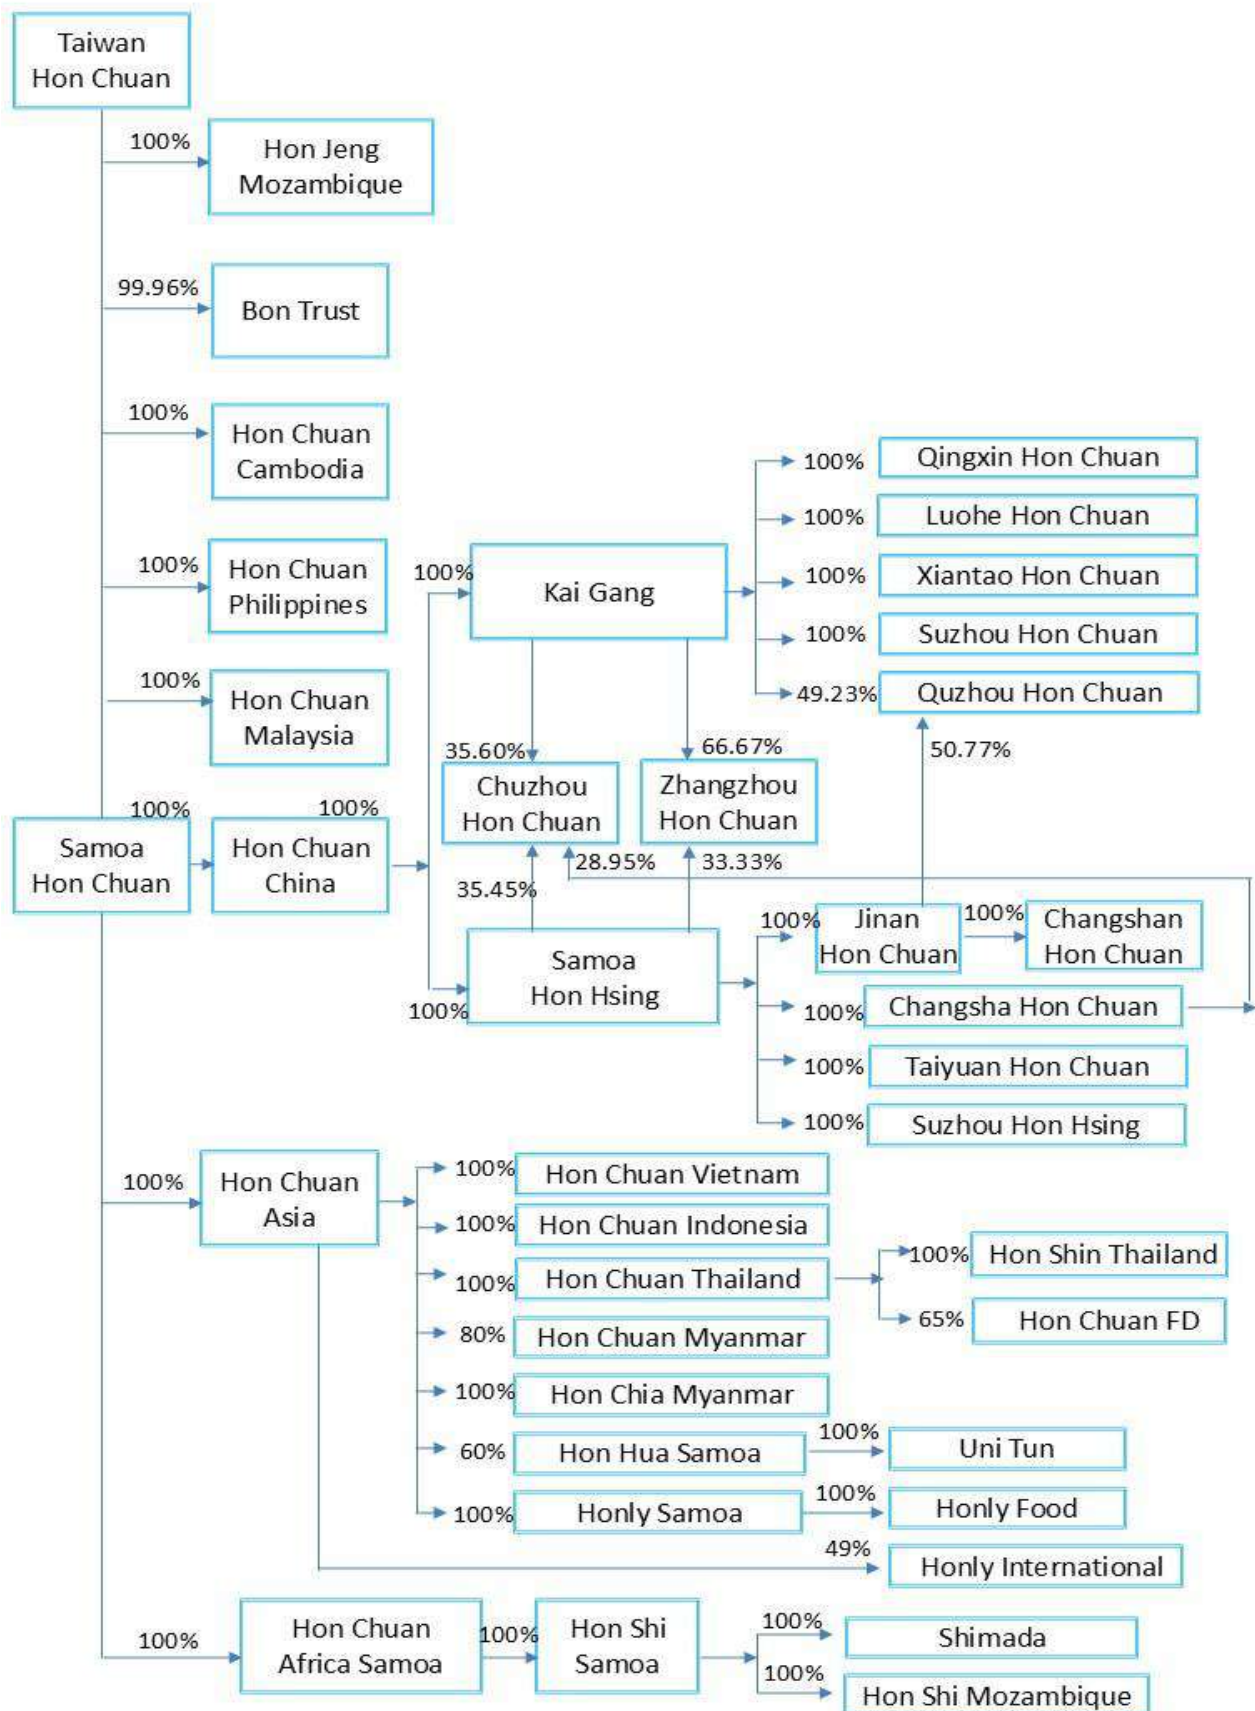 Taiwan
Hon Chuan
100%
Hon Jeng
Mozambique
99.96%
Bon Trust
100%
Hon Chuan
Cambodia
100%
Hon Chuan
Philippines
100%
Hon Chuan
Malaysia
100%
Samoa
Hon Chuan
100%
Hon Chuan
China
100%
Kai Gang
100%
Qingxin Hon Chuan
100%
Luohe Hon Chuan
100%
Xiantao Hon Chuan
100%
Suzhou Hon Chuan
49.23%
Quzhou Hon Chuan
50.77%
35.60%
66.67%
Chuzhou
Hon Chuan
Zhangzhou
Hon Chuan
28.95%
33.33%
35.45%
100%
Samoa
Hon Hsing
100%
Jinan
Hon Chuan
100%
Changshan
Hon Chuan
100%
Changsha Hon Chuan
100%
Taiyuan Hon Chuan
100%
Suzhou Hon Hsing
100%
Hon Chuan
Asia
100%
Hon Chuan Vietnam
100%
Hon Chuan Indonesia
100%
Hon Chuan Thailand
100%
Hon Shin Thailand
65%
Hon Chuan FD
80%
Hon Chuan Myanmar
100%
Hon Chia Myanmar
60%
Hon Hua Samoa
100%
Uni Tun
100%
Honly Samoa
100%
Honly Food
49%
Honly International
100%
Hon Chuan
Africa Samoa
100%
Hon Shi
Samoa
100%
Shimada
100%
Hon Shi Mozambique